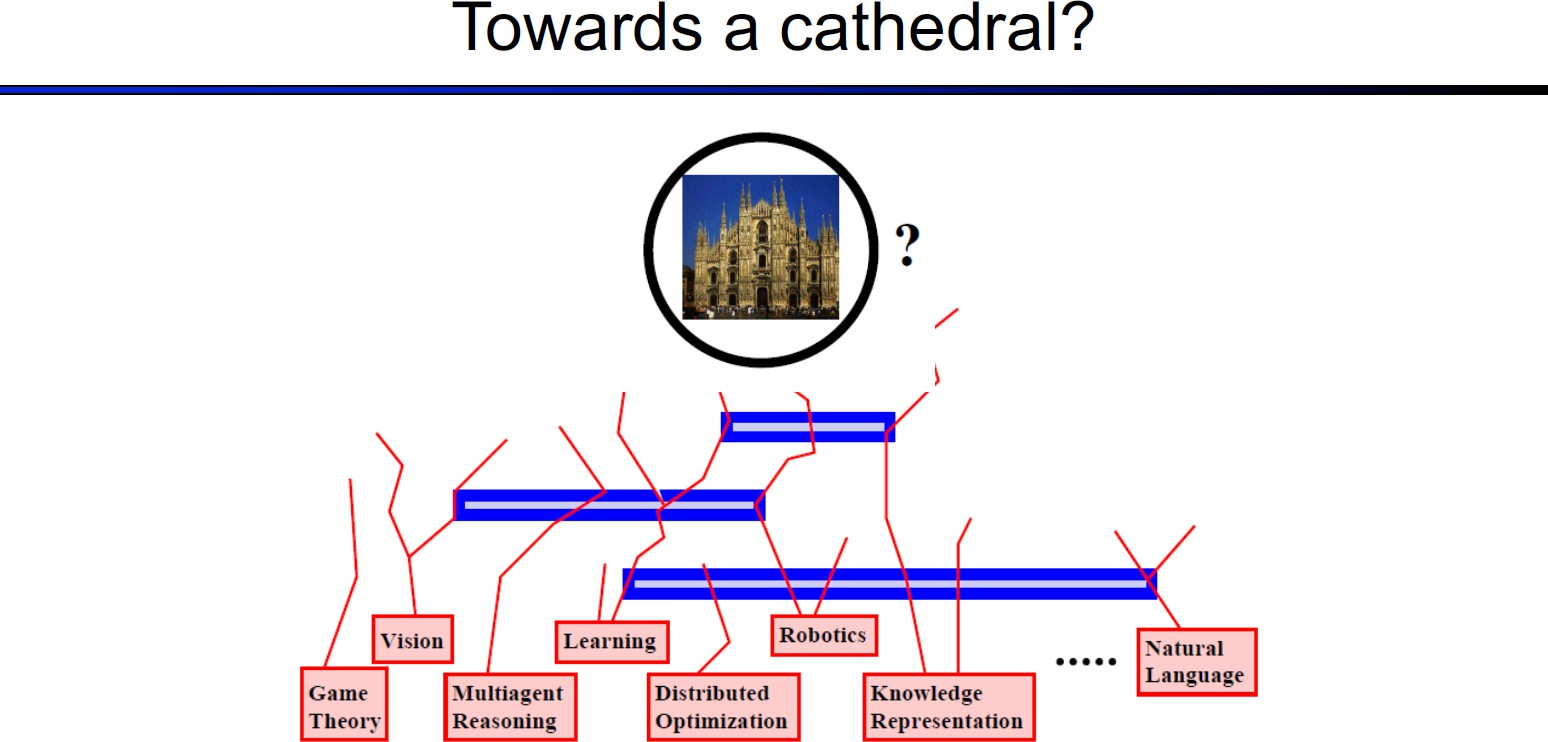 Towards a cathedral?
?
Vision
Learning
Robotics
Natural
Language
Game
Theory
Multiagent
Reasoning
Distributed
Optimization
Knowledge
Representation
.....